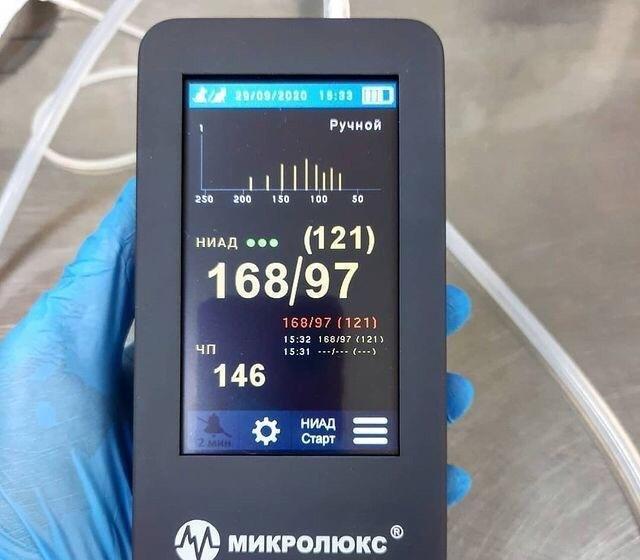 29/09/2020 15:33
Ручной
1
250 200 150 100 50
НИАД (121)
168/97
168/97 (121)
15:32 168/97 (121)
15:31 ---/--- (---)
ЧП
146
2 мин НИАД Старт
МИКРОЛЮКС®